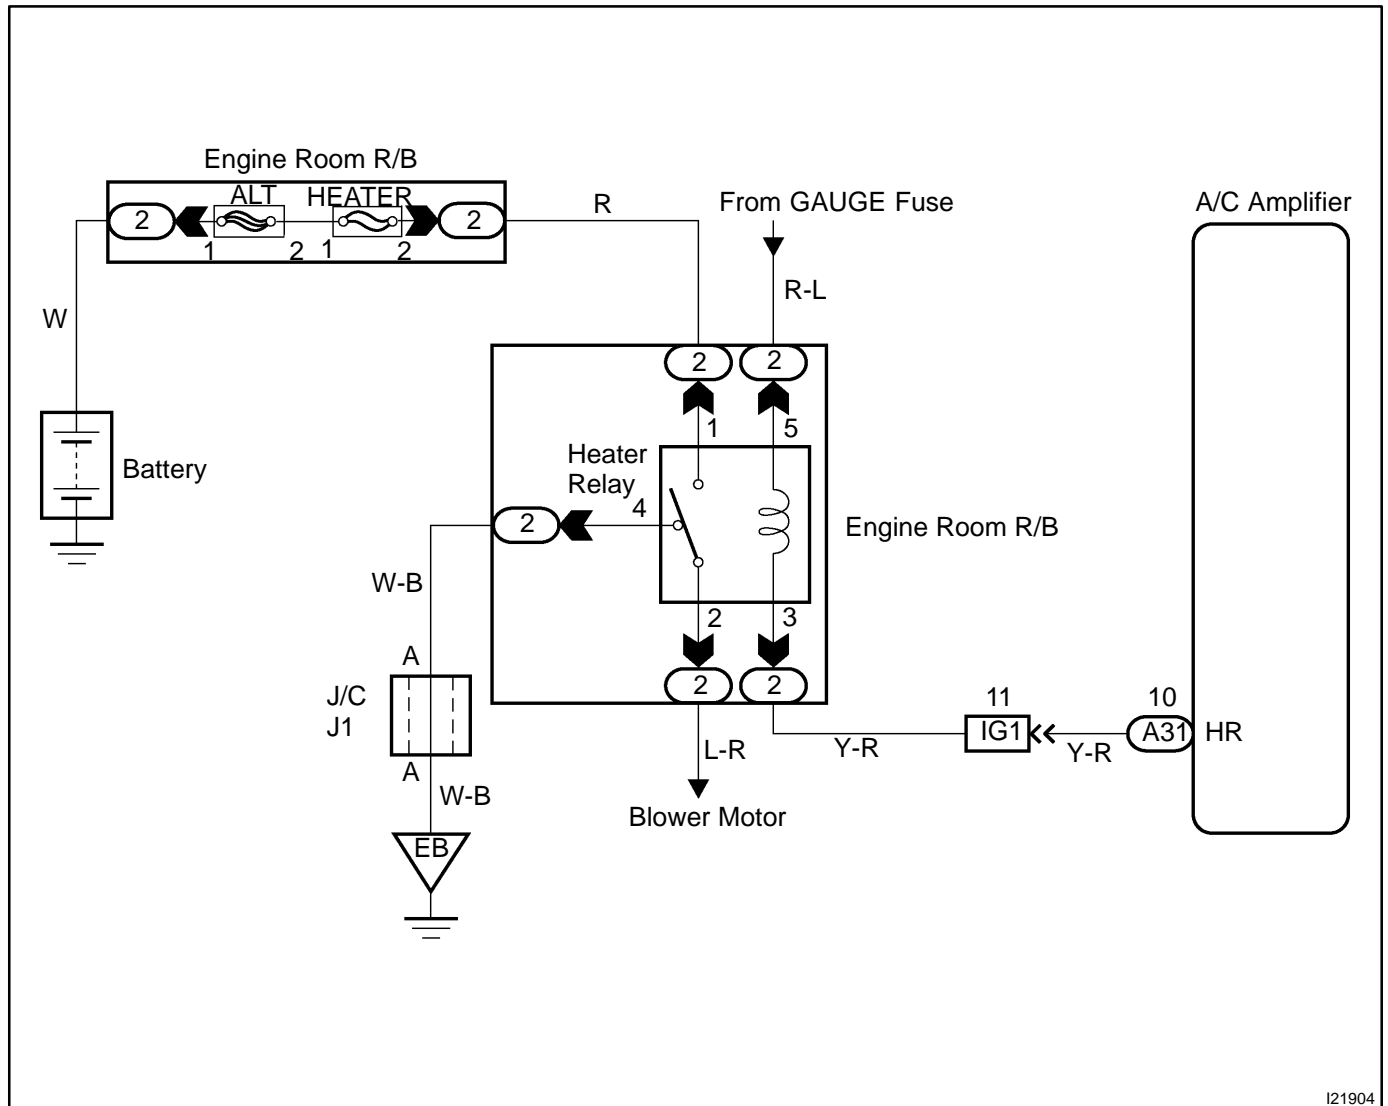 Engine Room R/B
ALT
HEATER
2
2
1
2
1
2
R
W
Battery
From GAUGE Fuse
R-L
A/C Amplifier
2
2
1
5
Heater
Relay
4
2
Engine Room R/B
2
3
2
2
W-B
A
J/C
J1
A
W-B
EB
L-R
Blower Motor
Y-R
11
IG1
Y-R
10
A31
HR
I21904